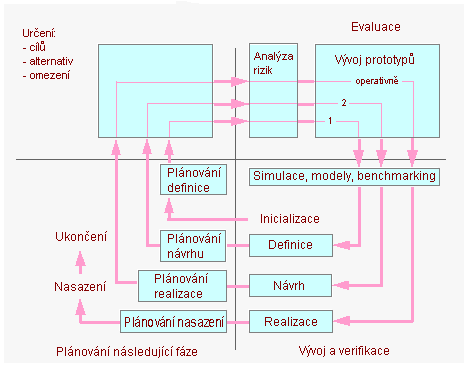 Určení:
- cílů
- alternativ
- omezení
Evaluace
Analýza
rizik
Vývoj prototypů
operativně
2
1
Plánování
definice
Simulace, modely, benchmarking
Inicializace
Ukončení
Plánování
návrhu
Definice
Nasazení
Plánování
realizace
Návrh
Plánování nasazení
Realizace
Plánování následující fáze
Vývoj a verifikace